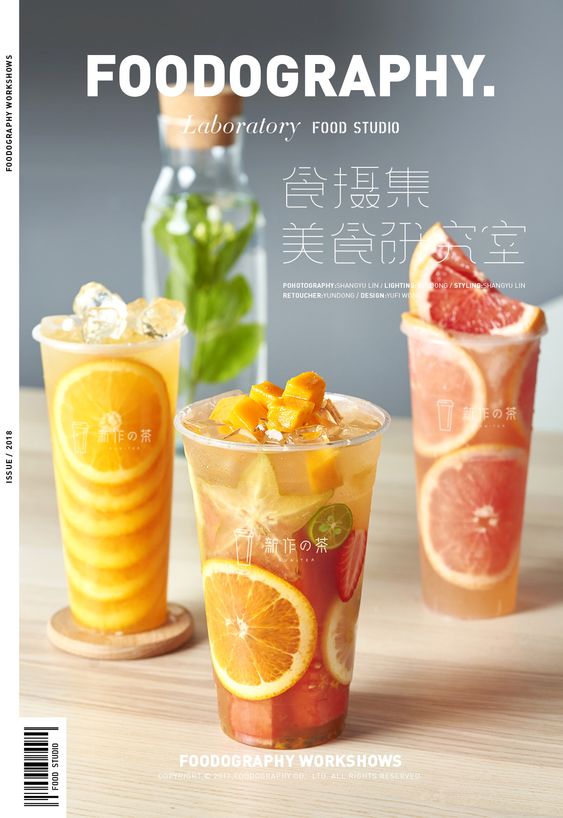 FOODOGRAPHY WORKSHOWS
FOODOGRAPHY.
Laboratory FOOD STUDIO
食摄集
美食研究室
POHOTOGRAPHY:SHANGYU LIN / LIGHTING: / STYLING:SHANGYU LIN
RETOUCHER:YUNDONG / DESIGN:YUFI WONG
ISSUE / 2018
新作の茶
新作の茶
新作の茶
FOOD STUDIO
FOODOGRAPHY WORKSHOWS
COPYRIGHT © 2017 FOODOGRAPHY CO., LTD. ALL RIGHTS RESERVED